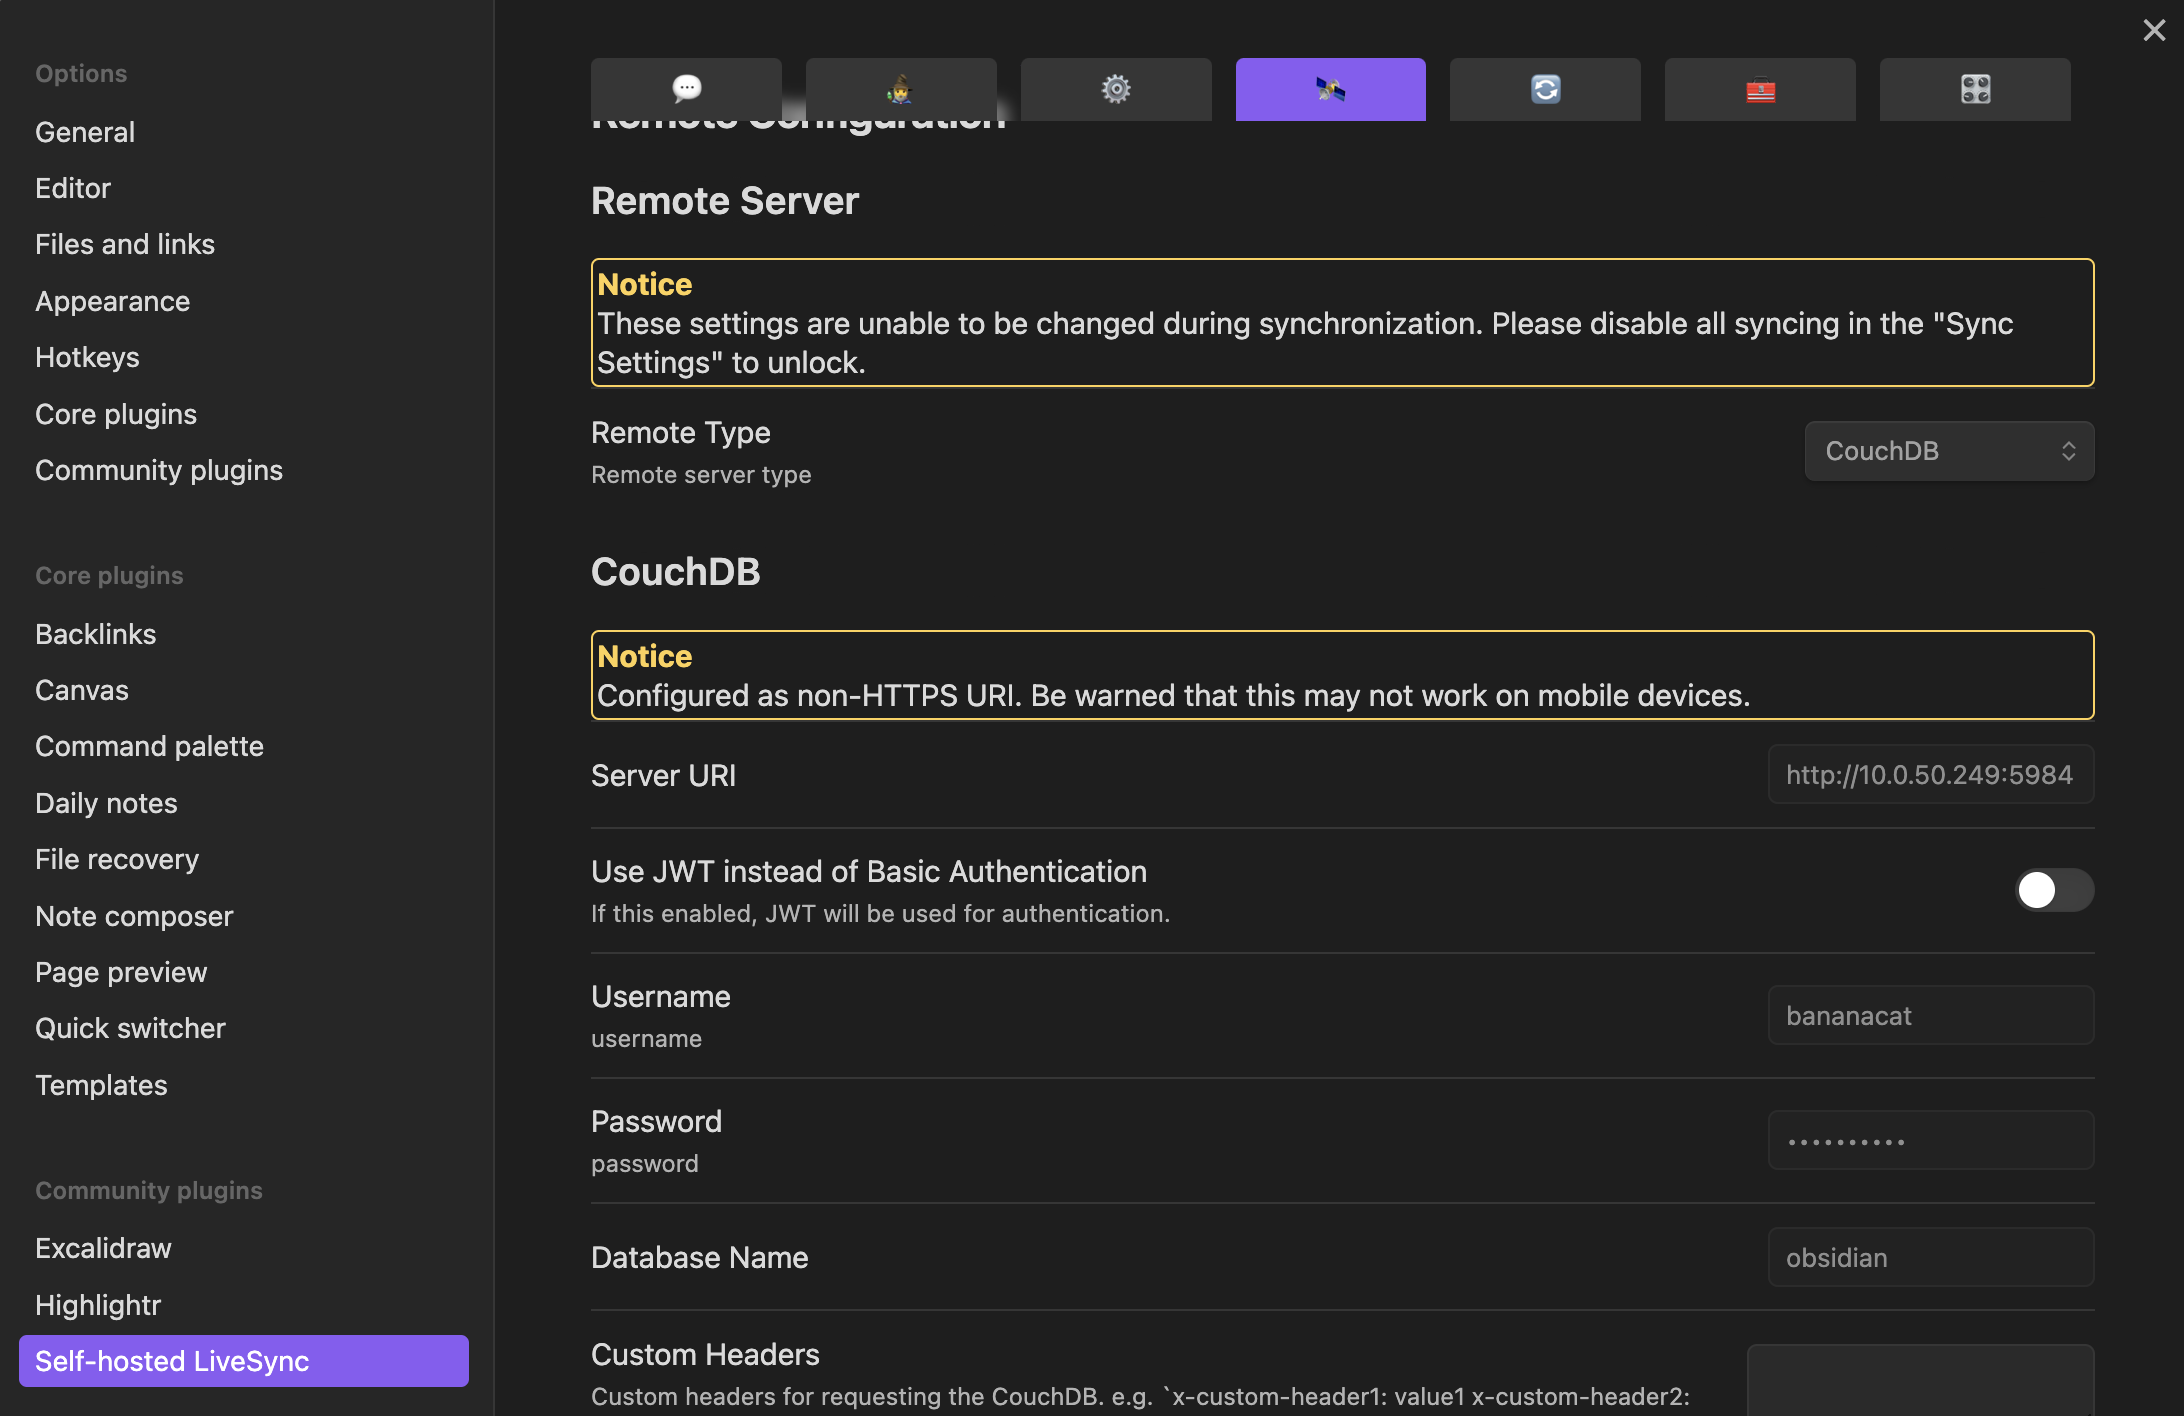 Options
General
Editor
Files and links
Appearance
Hotkeys
Core plugins
Community plugins
Core plugins
Backlinks
Canvas
Command palette
Daily notes
File recovery
Note composer
Page preview
Quick switcher
Templates
Community plugins
Excalidraw
Highlightr
Self-hosted LiveSync
Remote Configuration
Remote Server
Notice
These settings are unable to be changed during synchronization. Please disable all syncing in the "Sync
Settings" to unlock.
Remote Type
Remote server type
CouchDB
CouchDB
Notice
Configured as non-HTTPS URI. Be warned that this may not work on mobile devices.
Server URI
http://10.0.50.249:5984
Use JWT instead of Basic Authentication
If this enabled, JWT will be used for authentication.
Username
username
bananacat
Password
password
••••••••••
Database Name
obsidian
Custom Headers
Custom headers for requesting the CouchDB. e.g. `x-custom-header1: value1 x-custom-header2: